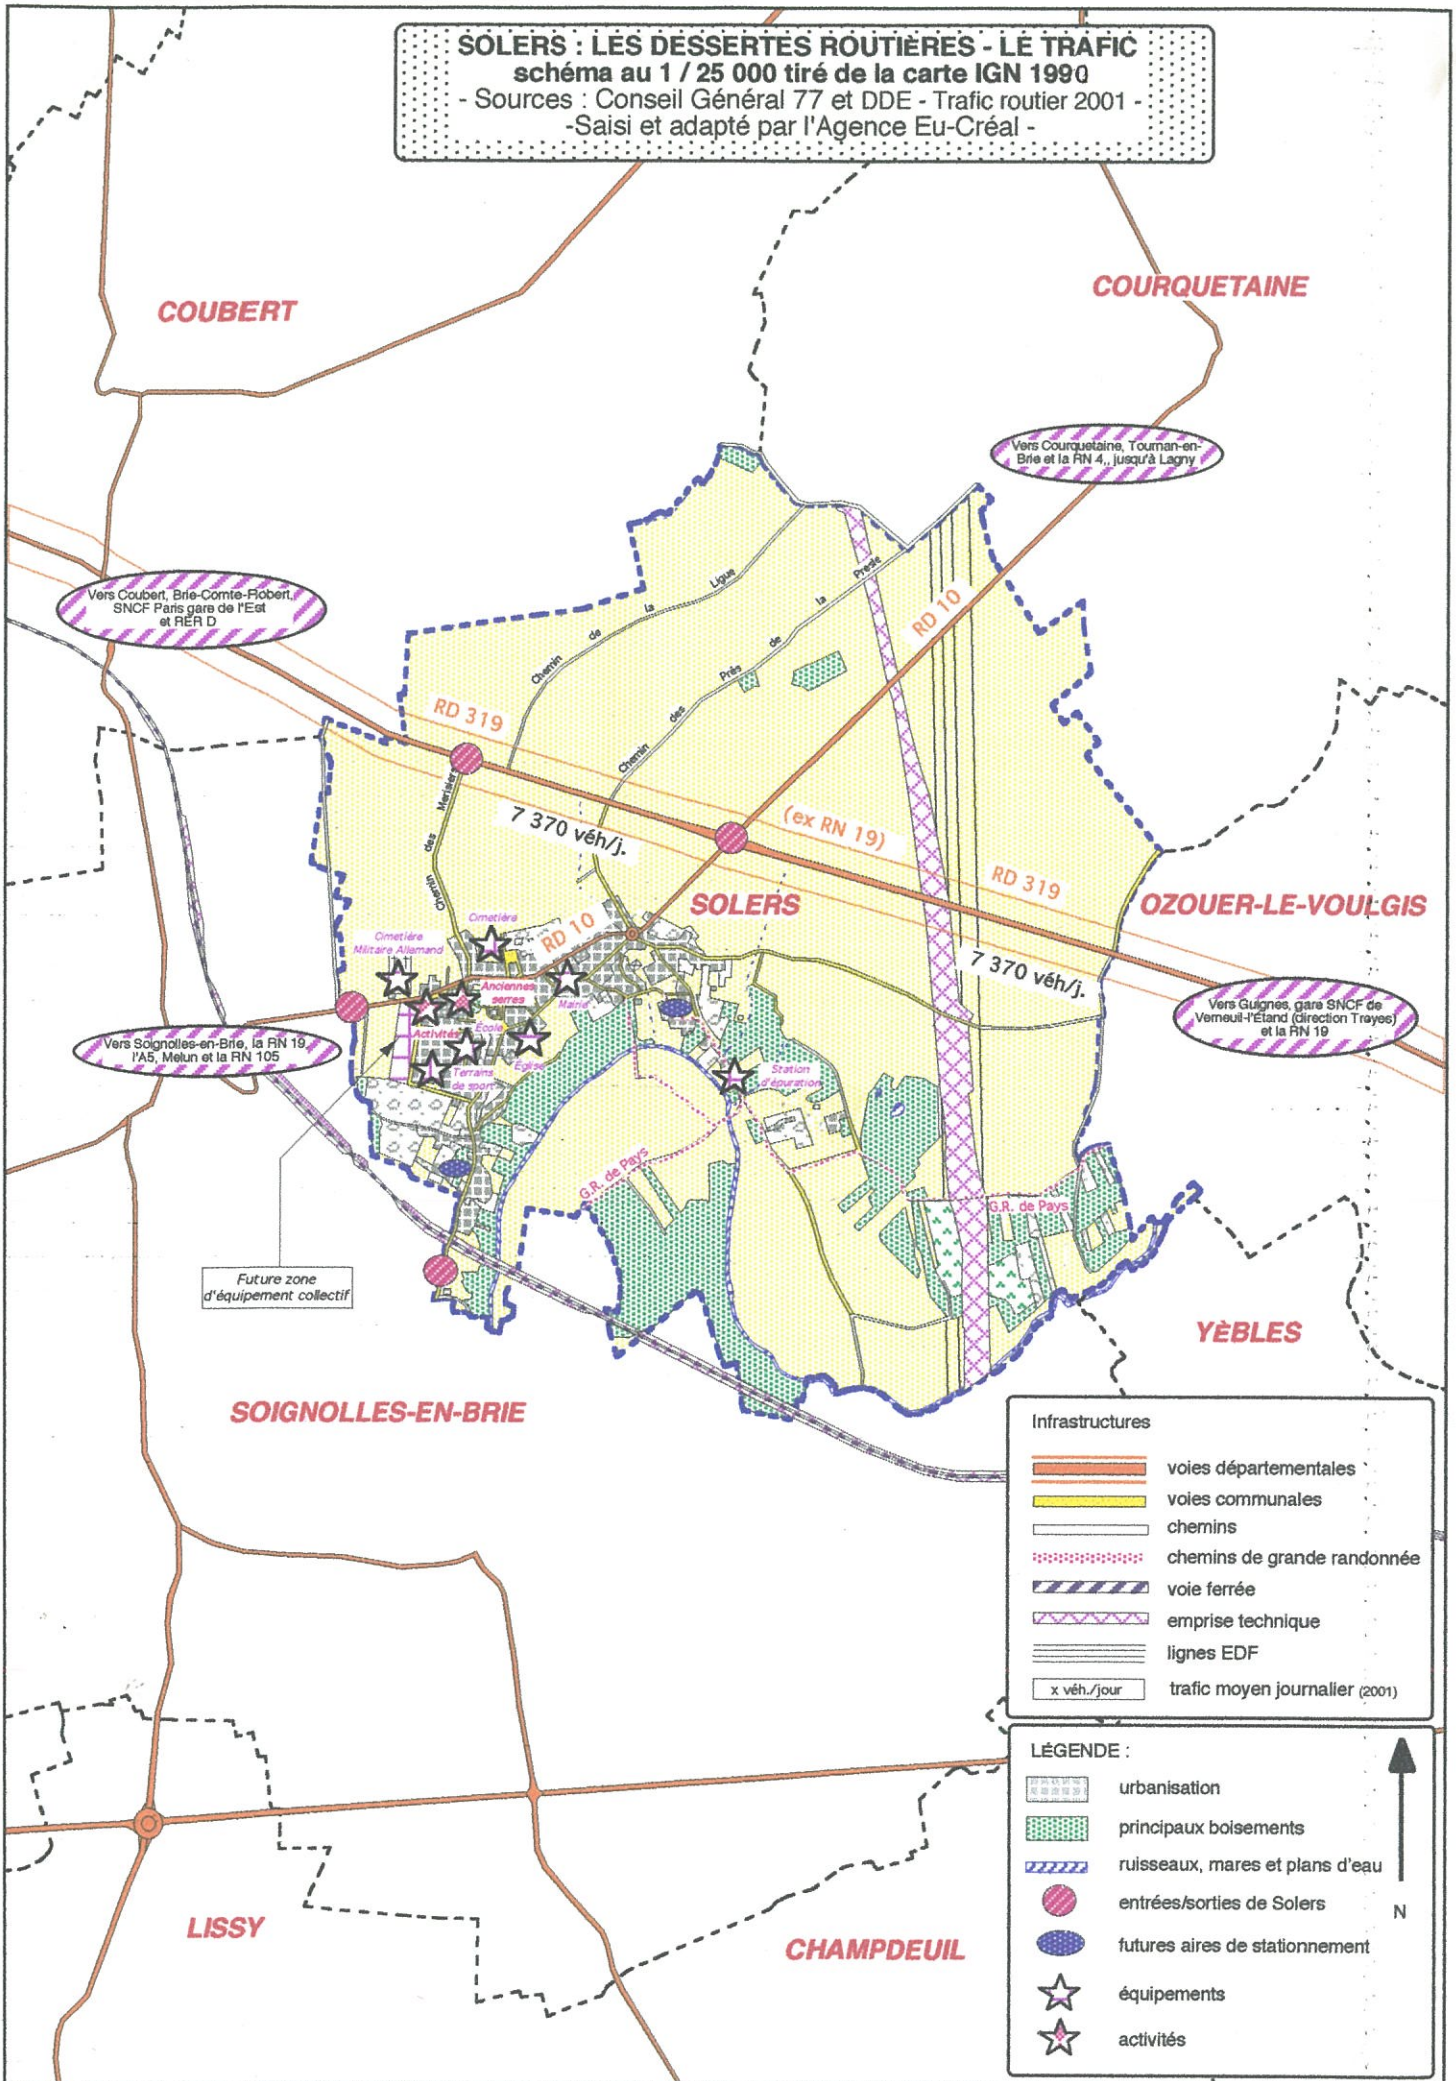 SOLERS : LES DESSERTES ROUTIÈRES - LE TRAFIC
schéma au 1 / 25 000 tiré de la carte IGN 1990
- Sources : Conseil Général 77 et DDE - Trafic routier 2001 -
-Saisi et adapté par l'Agence Eu-Créal -
COUBERT
COURQUETAINE
Vers Courquetaine, Tournan-en-
Brie et la RN 4,, jusqu'à Lagny
Vers Coubert, Brie-Comte-Robert,
SNCF Paris gare de l'Est
et RER D
Chemin de la Ligue
Chemin des Prés de la Presle
RD 10
RD 319
Chemin des Merisiers
7 370 véh/j.
(ex RN 19)
RD 319
SOLERS
OZOUER-LE-VOULGIS
7 370 véh/j.
Cimetière
RD 10
Cimetière
Militaire Allemand
Anciennes
serres
Mairie
Activités
Ecole
Eglise
Terrains
de sport
Station
d'épuration
Vers Soignolles-en-Brie, la RN 19,
l'A5, Melun et la RN 105
Vers Guignes, gare SNCF de
Verneuil-l'Étand (direction Troyes)
et la RN 19
G.R. de Pays
G.R. de Pays
Future zone
d'équipement collectif
YÈBLES
SOIGNOLLES-EN-BRIE
Infrastructures
voies départementales
voies communales
chemins
chemins de grande randonnée
voie ferrée
emprise technique
lignes EDF
x véh./jour trafic moyen journalier (2001)
LÉGENDE :
urbanisation
principaux boisements
ruisseaux, mares et plans d'eau
entrées/sorties de Solers
futures aires de stationnement
équipements
activités
N
LISSY
CHAMPDEUIL